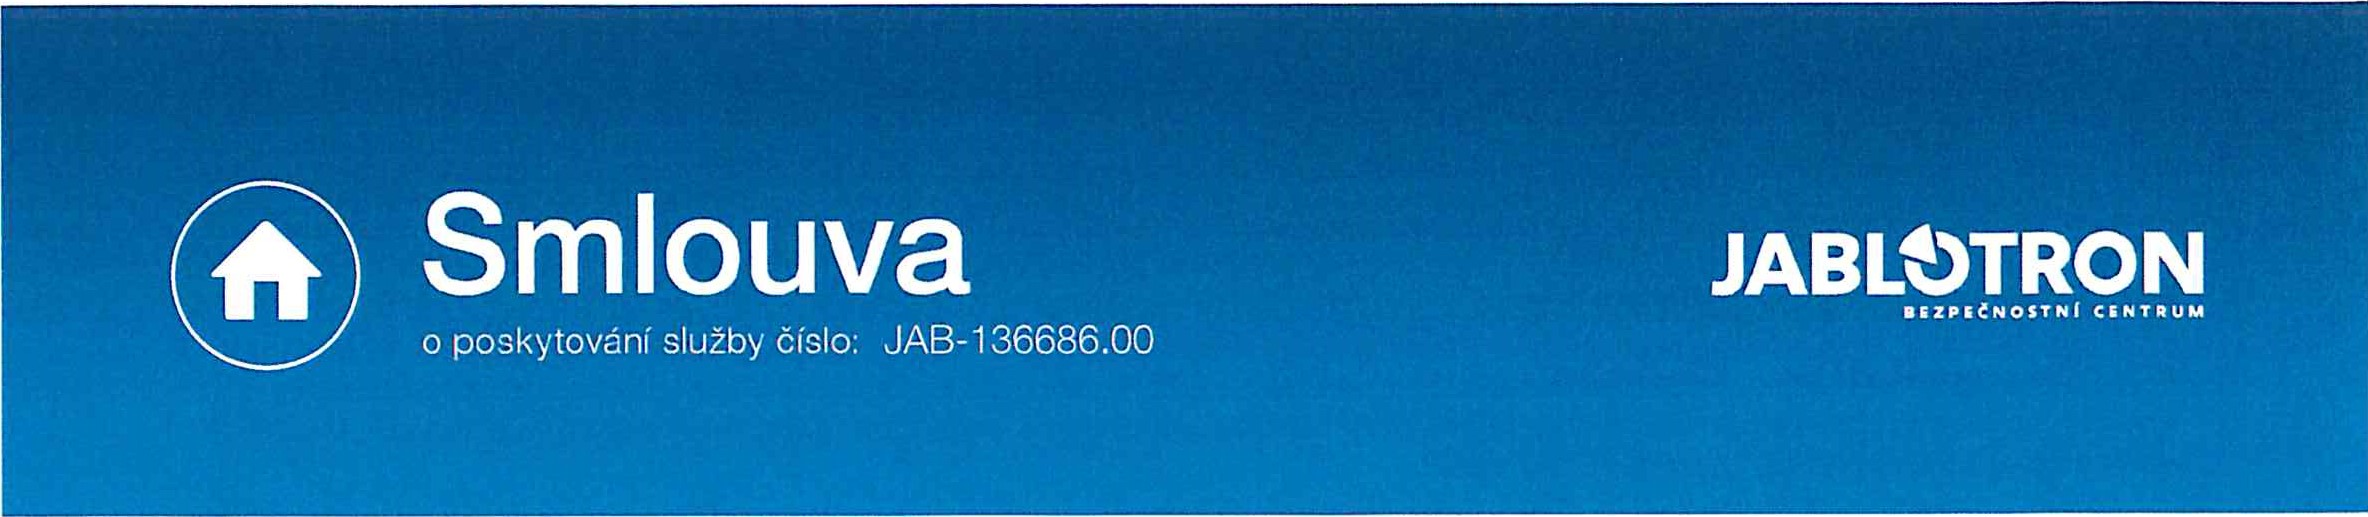 Smlouva
o poskytování služby číslo: JAB-136686.00
JABLOTRON
BEZPEČNOSTNÍ CENTRUM